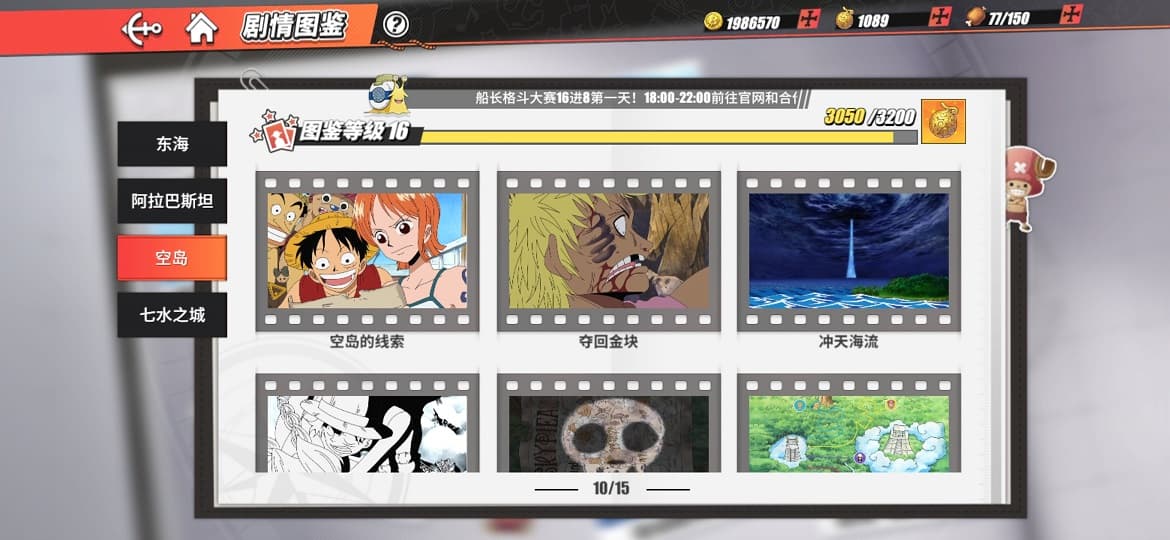 剧情图鉴
?
1986570
1089
77/150
船长格斗大赛16进8第一天！18:00-22:00前往官网和合作
图鉴等级16
3050/3200
东海
阿拉巴斯坦
空岛
七水之城
空岛的线索
夺回金块
冲天海流
SKYPIEA
10/15